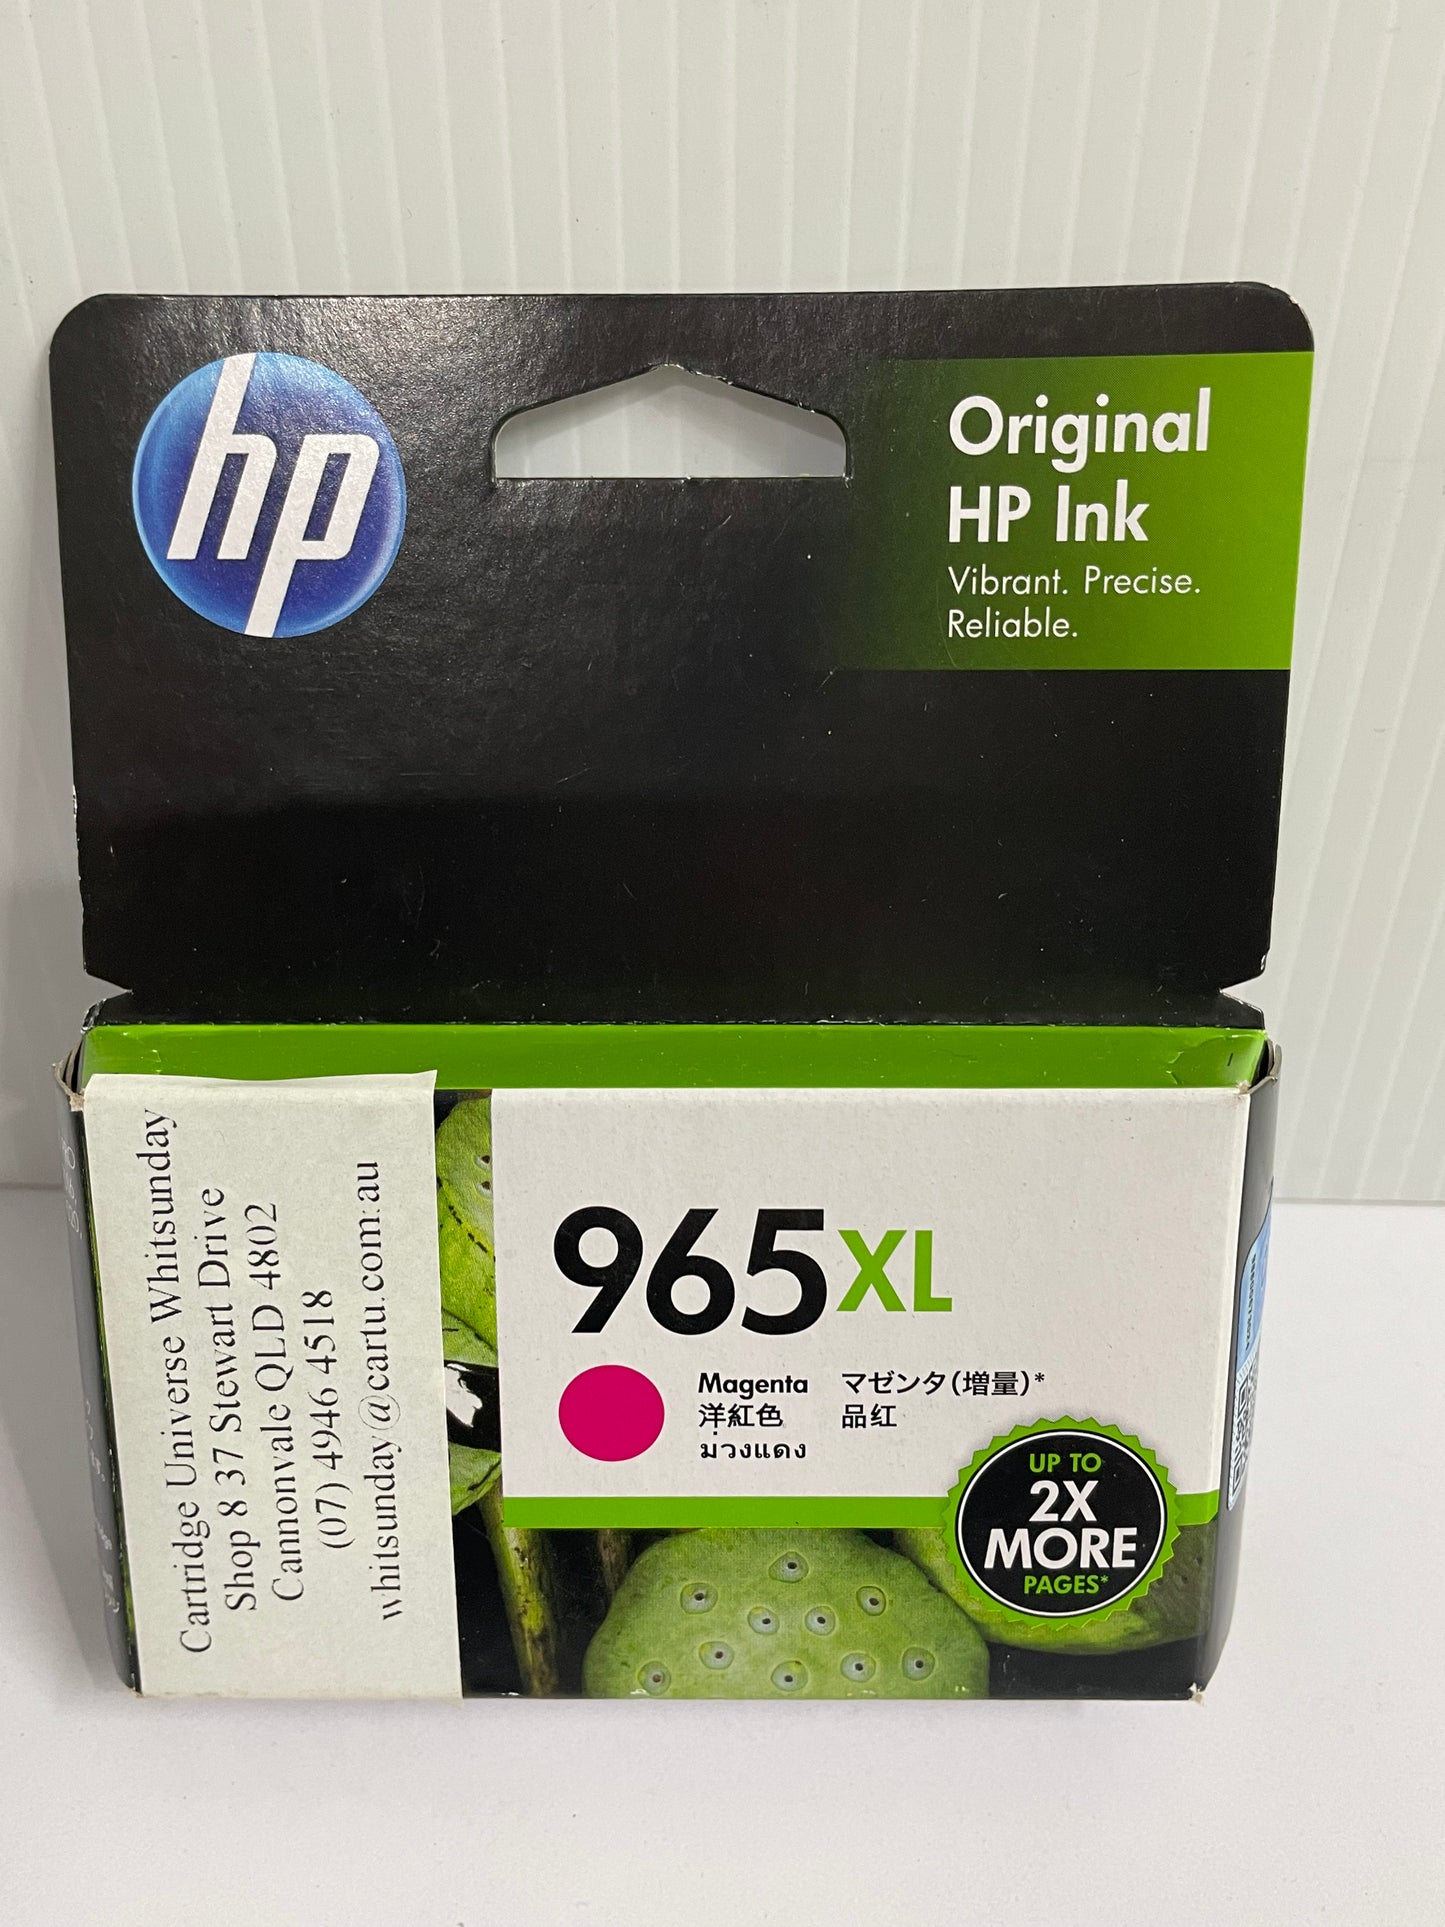 hp
Original
HP Ink
Vibrant. Precise.
Reliable.
Cartridge Universe Whitsunday
Shop 8 37 Stewart Drive
Cannonvale QLD 4802
(07) 4946 4518
whitsunday@cartu.com.au
965XL
Magenta マゼンタ(増量)*
洋紅色 品红
ม่วงแดง
UP TO
2X
MORE
PAGES*